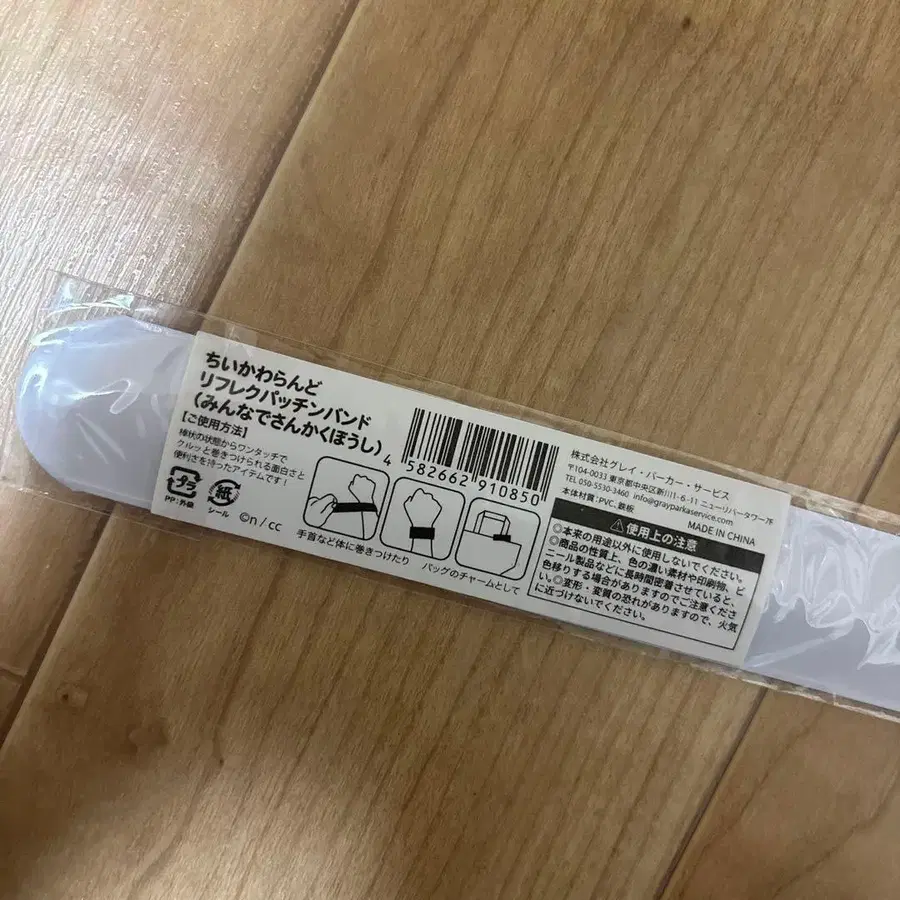 ちいかわらんど
リフレクパッチンバンド
(みんなでさんかくぼうし)
【ご使用方法】
棒状の状態からワンタッチで
クルッと巻きつけられる面白さと
便利さを持ったアイテムです!
プラ
PP:外袋
紙
シール
©n/cc
4 582662 910850
手首など体に巻きつけたり
バッグのチャームとして
株式会社グレイ・パーカー・サービス
〒104-0033 東京都中央区新川1-6-11 ニューリバータワー7F
TEL 050-5530-3460 info@grayparkaservice.com
本体材質:PVC、鉄板
MADE IN CHINA
使用上の注意
◎本来の用途以外に使用しないでください。
◎商品の性質上、色の濃い素材や印刷物、ビ
ニール製品などに長時間密着させていると、
色移りする場合がありますのでご注意くださ
い。◎変形・変質の恐れがありますので、火気
に近づけないでください。